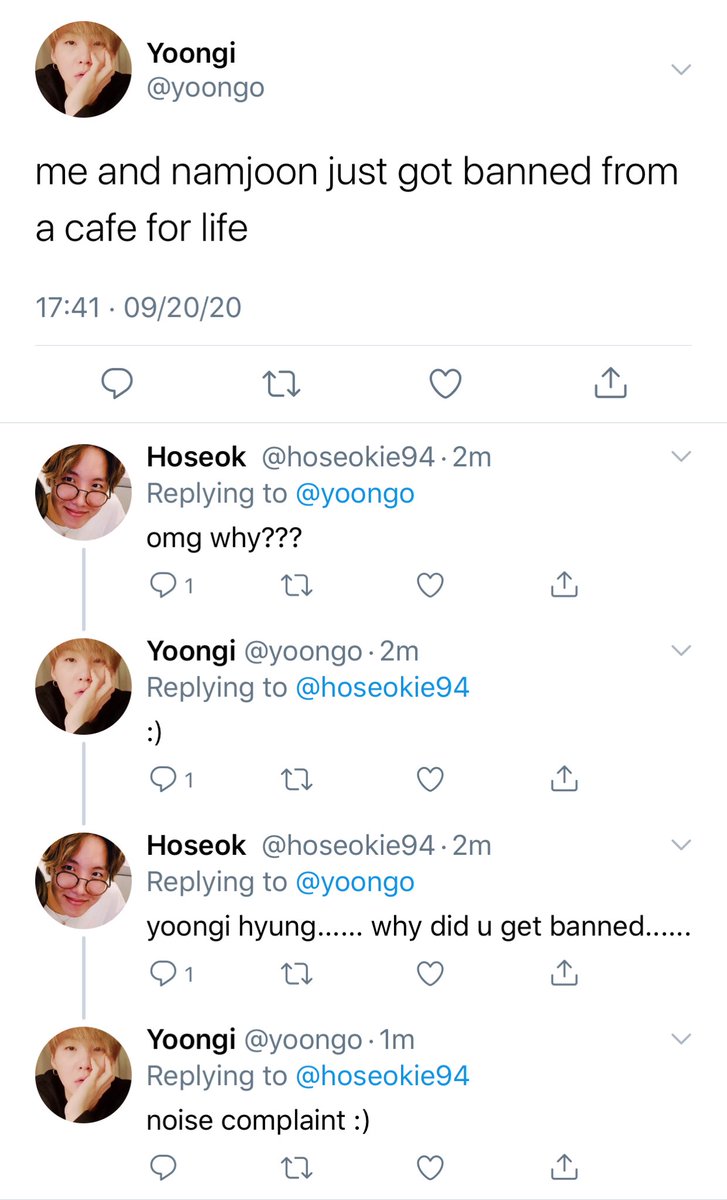 Yoongi
@yoongo
me and namjoon just got banned from
a cafe for life
17:41 · 09/20/20
Hoseok @hoseokie94 · 2m
Replying to @yoongo
omg why???
1
Yoongi @yoongo · 2m
Replying to @hoseokie94
:)
1
Hoseok @hoseokie94 · 2m
Replying to @yoongo
yoongi hyung...... why did u get banned......
1
Yoongi @yoongo · 1m
Replying to @hoseokie94
noise complaint :)